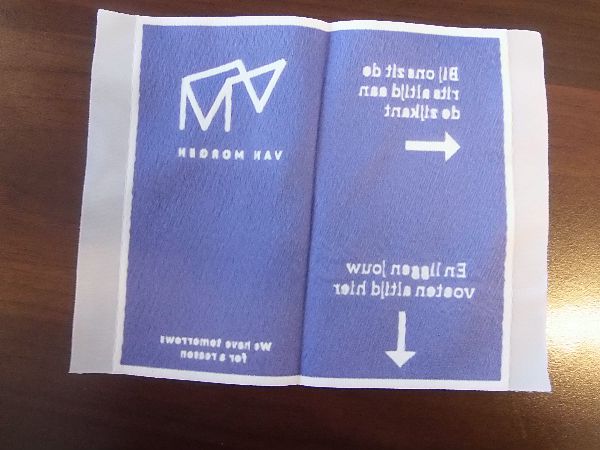 VAN MORGEN
We have tomorrows
for a reason
Bij ons zit de
rits altijd aan
de zijkant
En liggen jouw
voeten altijd hier